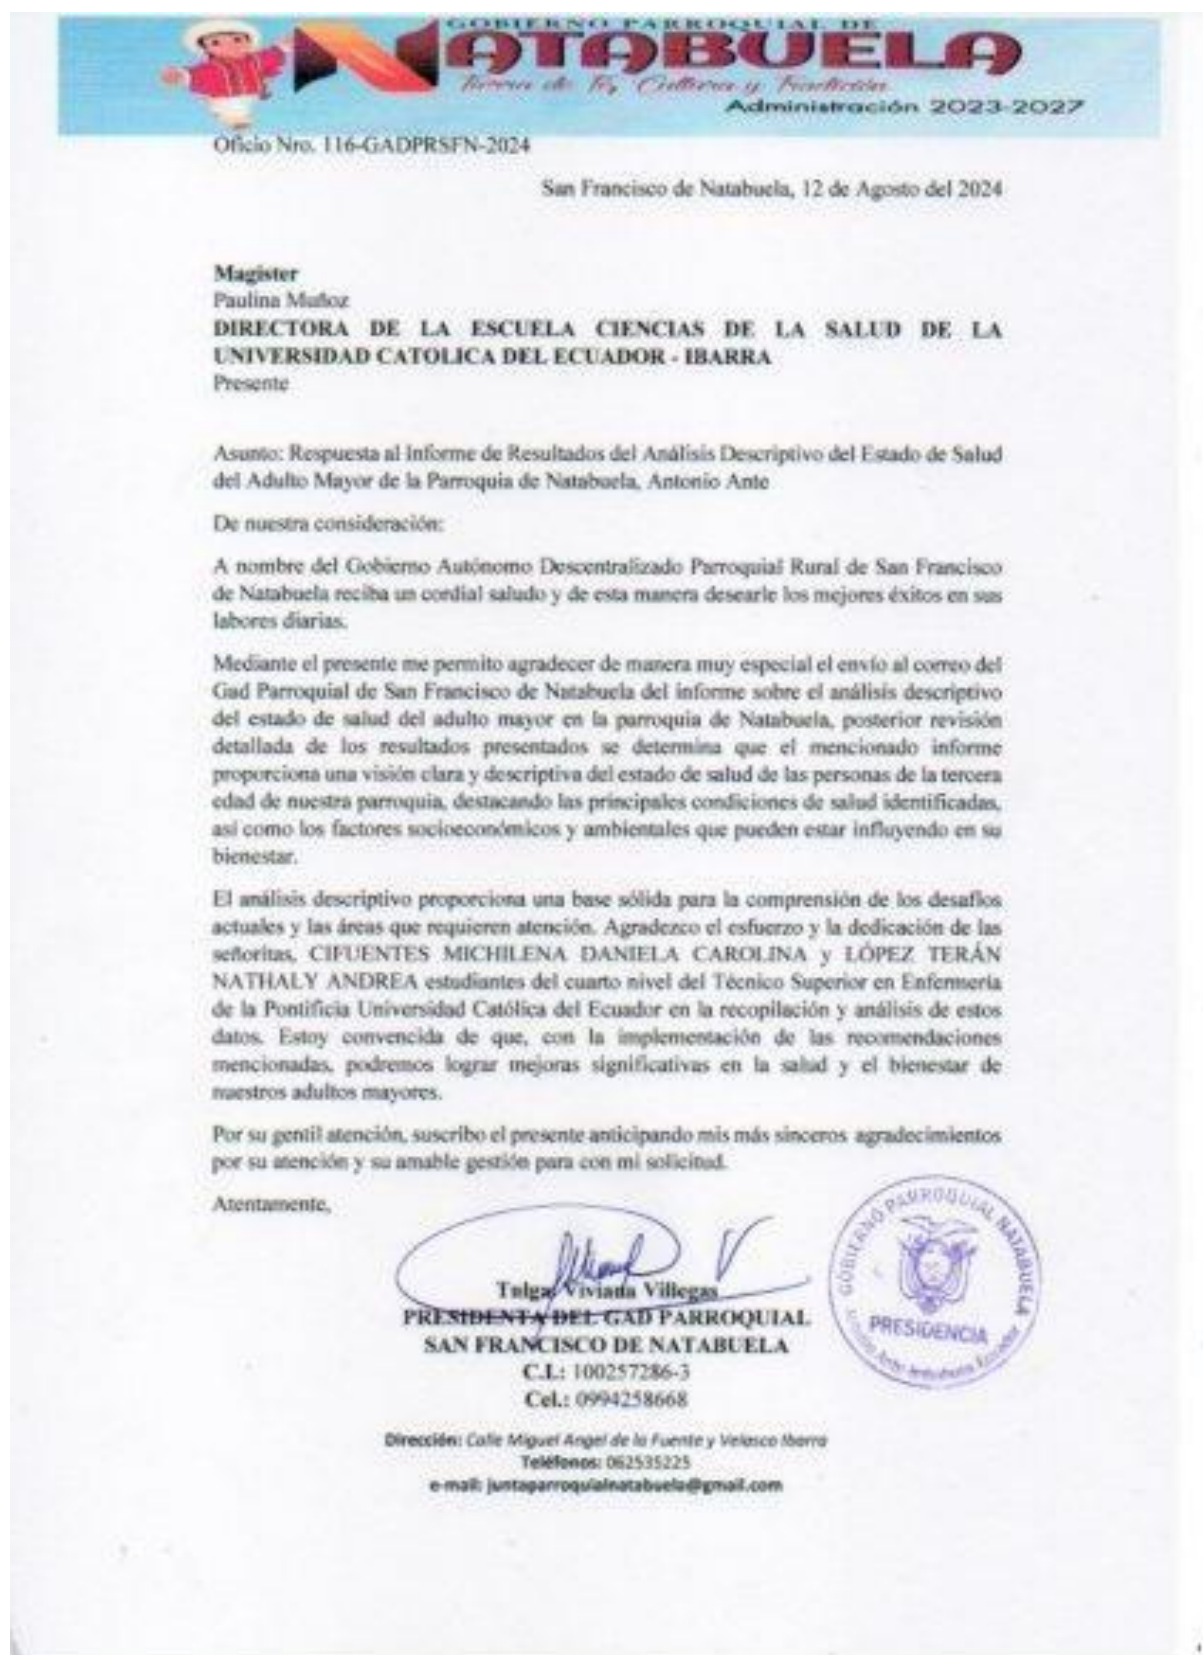 GOBIERNO PARROQUIAL DE
NATABUELA
Tierra de Fe, Cultura y Tradición
Administración 2023-2027
Oficio Nro. 116-GADPRSFN-2024
San Francisco de Natabuela, 12 de Agosto del 2024
Magister
Paulina Muñoz
DIRECTORA DE LA ESCUELA CIENCIAS DE LA SALUD DE LA
UNIVERSIDAD CATOLICA DEL ECUADOR - IBARRA
Presente
Asunto: Respuesta al Informe de Resultados del Análisis Descriptivo del Estado de Salud
del Adulto Mayor de la Parroquia de Natabuela, Antonio Ante
De nuestra consideración:
A nombre del Gobierno Autónomo Descentralizado Parroquial Rural de San Francisco
de Natabuela reciba un cordial saludo y de esta manera desearle los mejores éxitos en sus
labores diarias.
Mediante el presente me permito agradecer de manera muy especial el envío al correo del
Gad Parroquial de San Francisco de Natabuela del informe sobre el análisis descriptivo
del estado de salud del adulto mayor en la parroquia de Natabuela, posterior revisión
detallada de los resultados presentados se determina que el mencionado informe
proporciona una visión clara y descriptiva del estado de salud de las personas de la tercera
edad de nuestra parroquia, destacando las principales condiciones de salud identificadas,
así como los factores socioeconómicos y ambientales que pueden estar influyendo en su
bienestar.
El análisis descriptivo proporciona una base sólida para la comprensión de los desafíos
actuales y las áreas que requieren atención. Agradezco el esfuerzo y la dedicación de las
señoritas, CIFUENTES MICHILENA DANIELA CAROLINA y LÓPEZ TERÁN
NATHALY ANDREA estudiantes del cuarto nivel del Técnico Superior en Enfermería
de la Pontificia Universidad Católica del Ecuador en la recopilación y análisis de estos
datos. Estoy convencida de que, con la implementación de las recomendaciones
mencionadas, podremos lograr mejoras significativas en la salud y el bienestar de
nuestros adultos mayores.
Por su gentil atención, suscribo el presente anticipando mis más sinceros agradecimientos
por su atención y su amable gestión para con mi solicitud.
Atentamente,
Tnlga. Viviana Villegas
PRESIDENTA DEL GAD PARROQUIAL
SAN FRANCISCO DE NATABUELA
C.I.: 100257286-3
Cel.: 0994258668
GOBIERNO PARROQUIAL NATABUELA
PRESIDENCIA
Antonio Ante Imbabura Ecuador
Dirección: Calle Miguel Angel de la Fuente y Velasco Ibarra
Teléfonos: 062535225
e-mail: juntaparroquialnatabuela@gmail.com